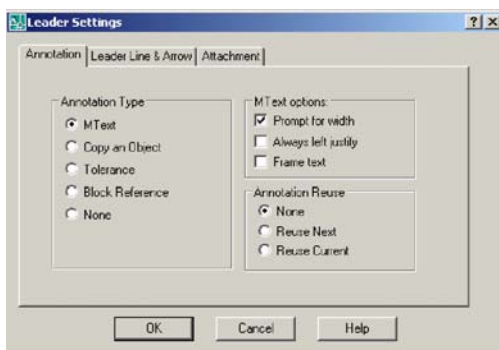 Leader Settings
Annotation
Leader Line & Arrow
Attachment
Annotation Type
MText
Copy an Object
Tolerance
Block Reference
None
MText options:
Prompt for width
Always left justify
Frame text
Annotation Reuse
None
Reuse Next
Reuse Current
OK
Cancel
Help